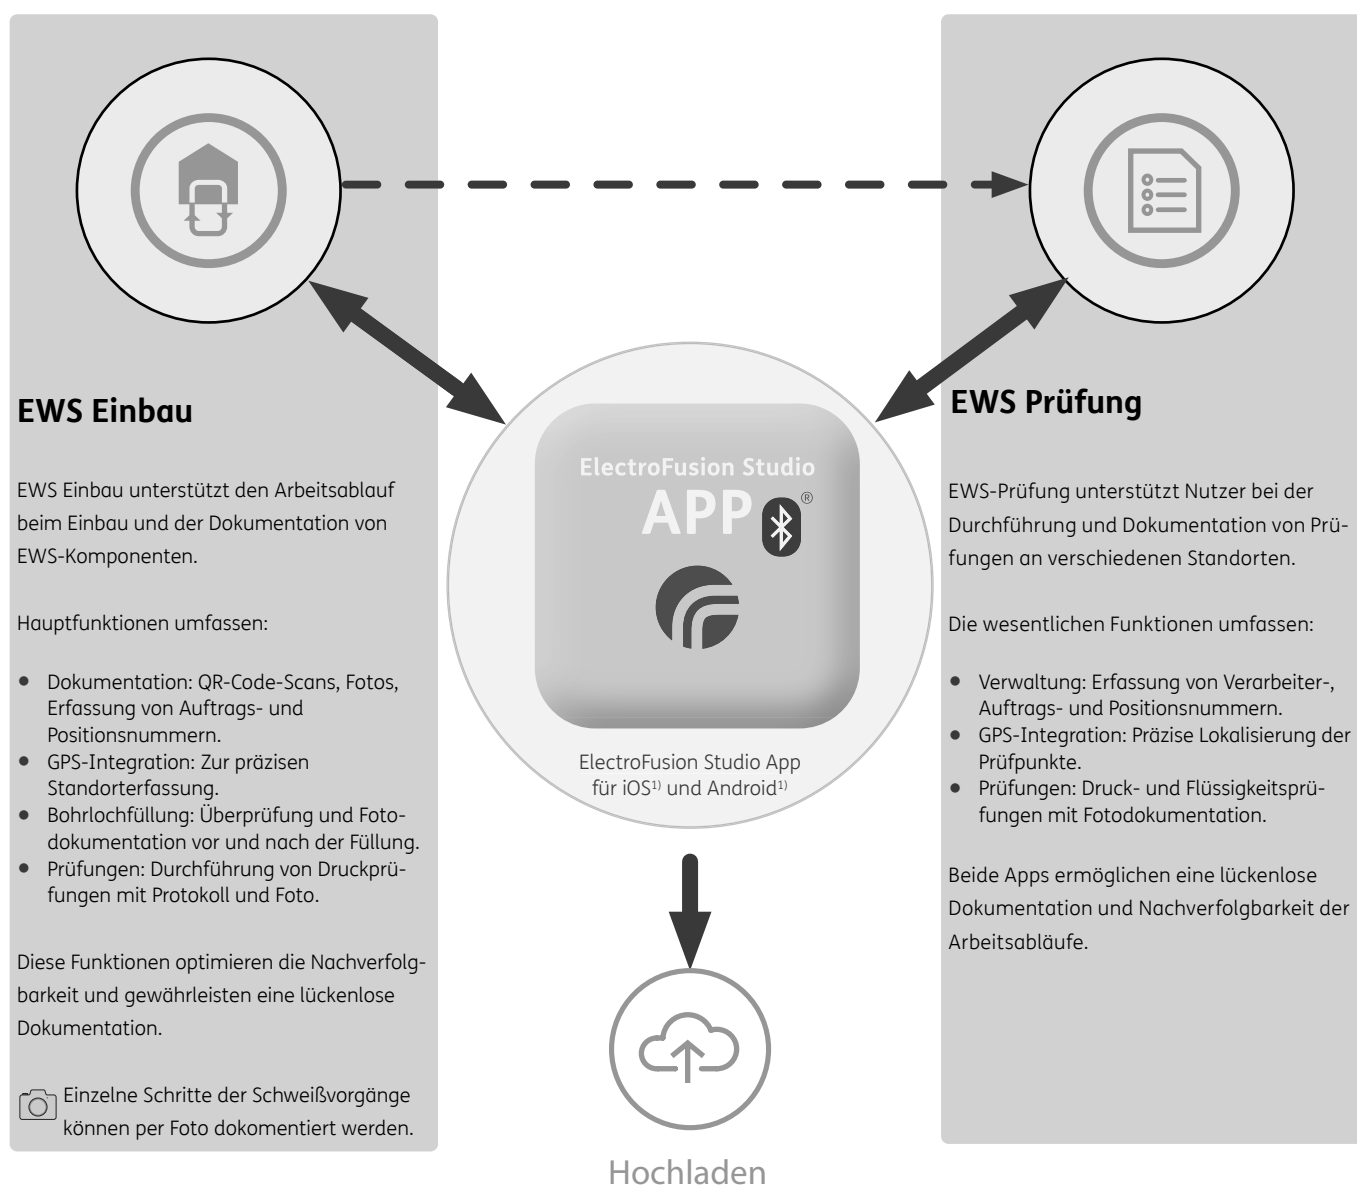 EWS Einbau
EWS Einbau unterstützt den Arbeitsablauf
beim Einbau und der Dokumentation von
EWS-Komponenten.
Hauptfunktionen umfassen:
• Dokumentation: QR-Code-Scans, Fotos,
Erfassung von Auftrags- und
Positionsnummern.
• GPS-Integration: Zur präzisen
Standorterfassung.
• Bohrlochfüllung: Überprüfung und Foto-
dokumentation vor und nach der Füllung.
• Prüfungen: Durchführung von Druckprü-
fungen mit Protokoll und Foto.
Diese Funktionen optimieren die Nachverfolg-
barkeit und gewährleisten eine lückenlose
Dokumentation.
Einzelne Schritte der Schweißvorgänge
können per Foto dokomentiert werden.
ElectroFusion Studio
APP ®
ElectroFusion Studio App
für iOS¹⁾ und Android¹⁾
Hochladen
EWS Prüfung
EWS-Prüfung unterstützt Nutzer bei der
Durchführung und Dokumentation von Prü-
fungen an verschiedenen Standorten.
Die wesentlichen Funktionen umfassen:
• Verwaltung: Erfassung von Verarbeiter-,
Auftrags- und Positionsnummern.
• GPS-Integration: Präzise Lokalisierung der
Prüfpunkte.
• Prüfungen: Druck- und Flüssigkeitsprü-
fungen mit Fotodokumentation.
Beide Apps ermöglichen eine lückenlose
Dokumentation und Nachverfolgbarkeit der
Arbeitsabläufe.